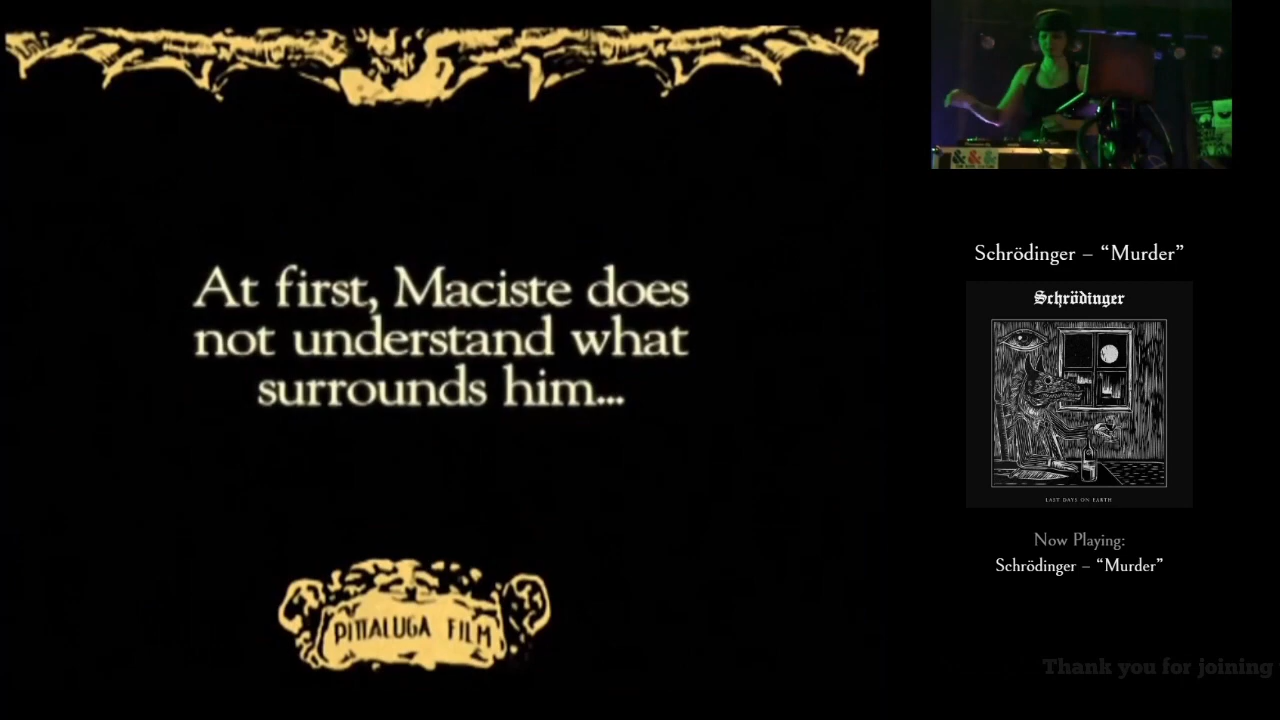 At first, Maciste does
not understand what
surrounds him...
PITTALUGA FILM
Schrödinger – “Murder”
Schrödinger
LAST DAYS ON EARTH
Now Playing:
Schrödinger – “Murder”
Thank you for joining